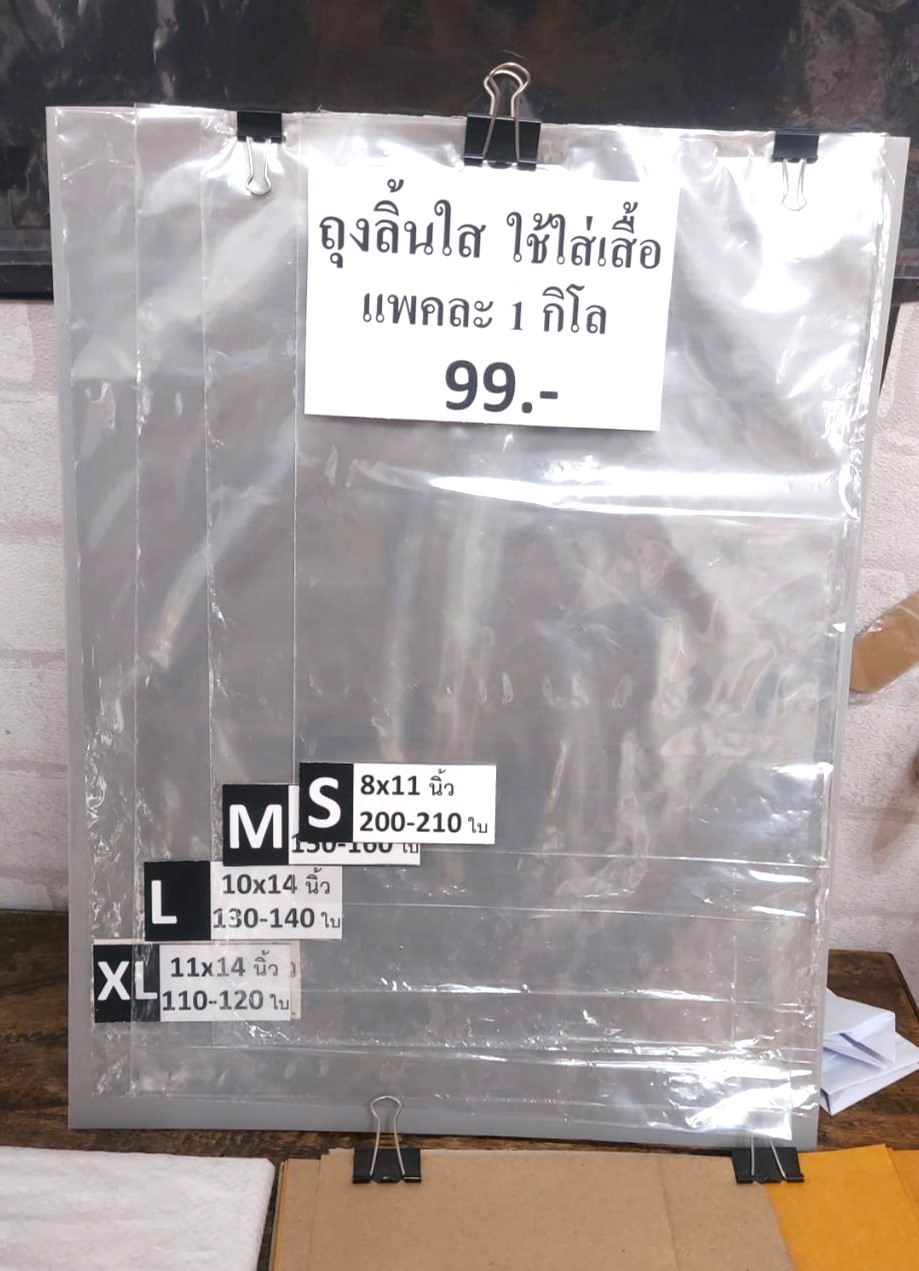 ถุงลิ้นใส ใช้ใส่เสื้อ
แพคละ 1 กิโล
99.-
S 8x11 นิ้ว
200-210 ใบ
M
150-160 ใบ
L 10x14 นิ้ว
130-140 ใบ
XL 11x14 นิ้ว
110-120 ใบ